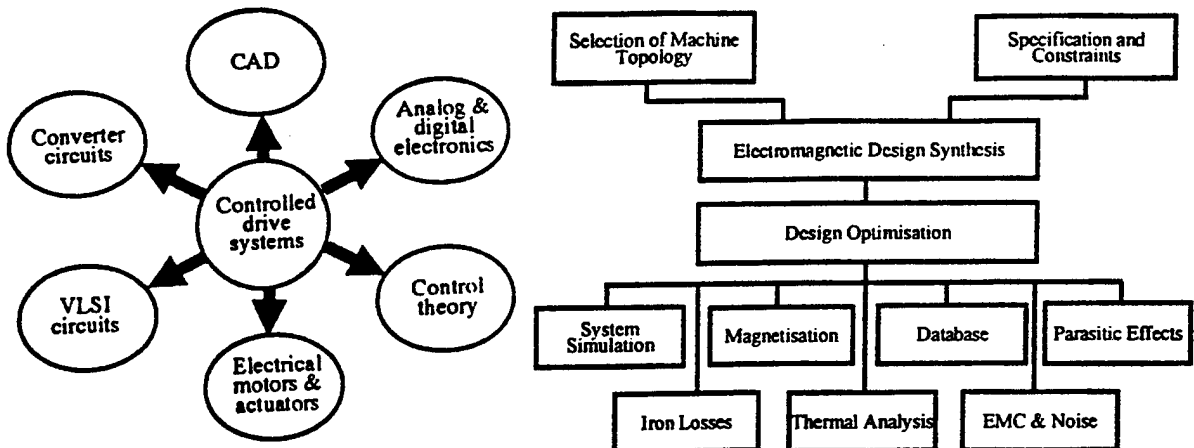 CAD
Analog &
digital
electronics
Converter
circuits
Controlled
drive
systems
VLSI
circuits
Control
theory
Electrical
motors &
actuators
Selection of Machine
Topology
Specification and
Constraints
Electromagnetic Design Synthesis
Design Optimisation
System
Simulation
Magnetisation
Database
Parasitic Effects
Iron Losses
Thermal Analysis
EMC & Noise